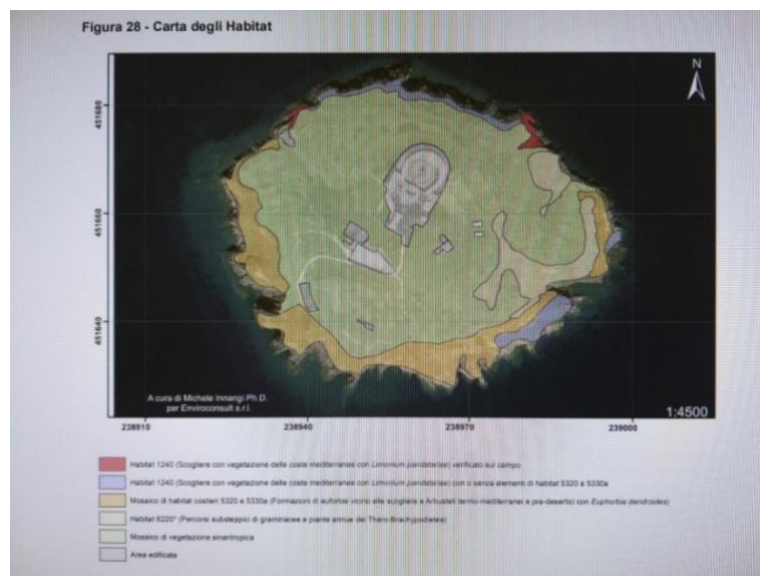 Figura 28 - Carta degli Habitat
N
451680
451660
451640
A cura di Michele Innangi Ph.D.
per Enviroconsult s.r.l.
1:4500
238910
238940
238970
239000
Habitat 1240 (Scogliere con vegetazione delle coste mediterranee con Limonium pandatariae) verificato sul campo
Habitat 1240 (Scogliere con vegetazione delle coste mediterranee con Limonium pandatariae) con o senza elementi di habitat 5320 e 5330a
Mosaico di habitat costieri 5320 e 5330a (Formazioni di euforbie vicino alle scogliere e Arbusteti termo-mediterranei e pre-desertici con Euphorbia dendroides)
Habitat 6220* (Percorsi substeppici di graminacee e piante annue dei Thero-Brachypodietea)
Mosaico di vegetazione sinantropica
Area edificata